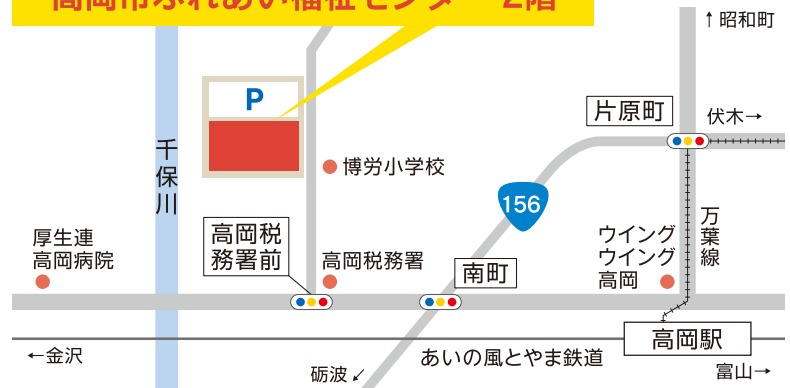 高岡市ふれあい福祉センター 2階
↑昭和町
P
片原町
伏木→
千保川
博労小学校
156
万葉線
厚生連
高岡病院
高岡税
務署前
高岡税務署
南町
ウイング
ウイング
高岡
高岡駅
←金沢
あいの風とやま鉄道
砺波↙
富山→